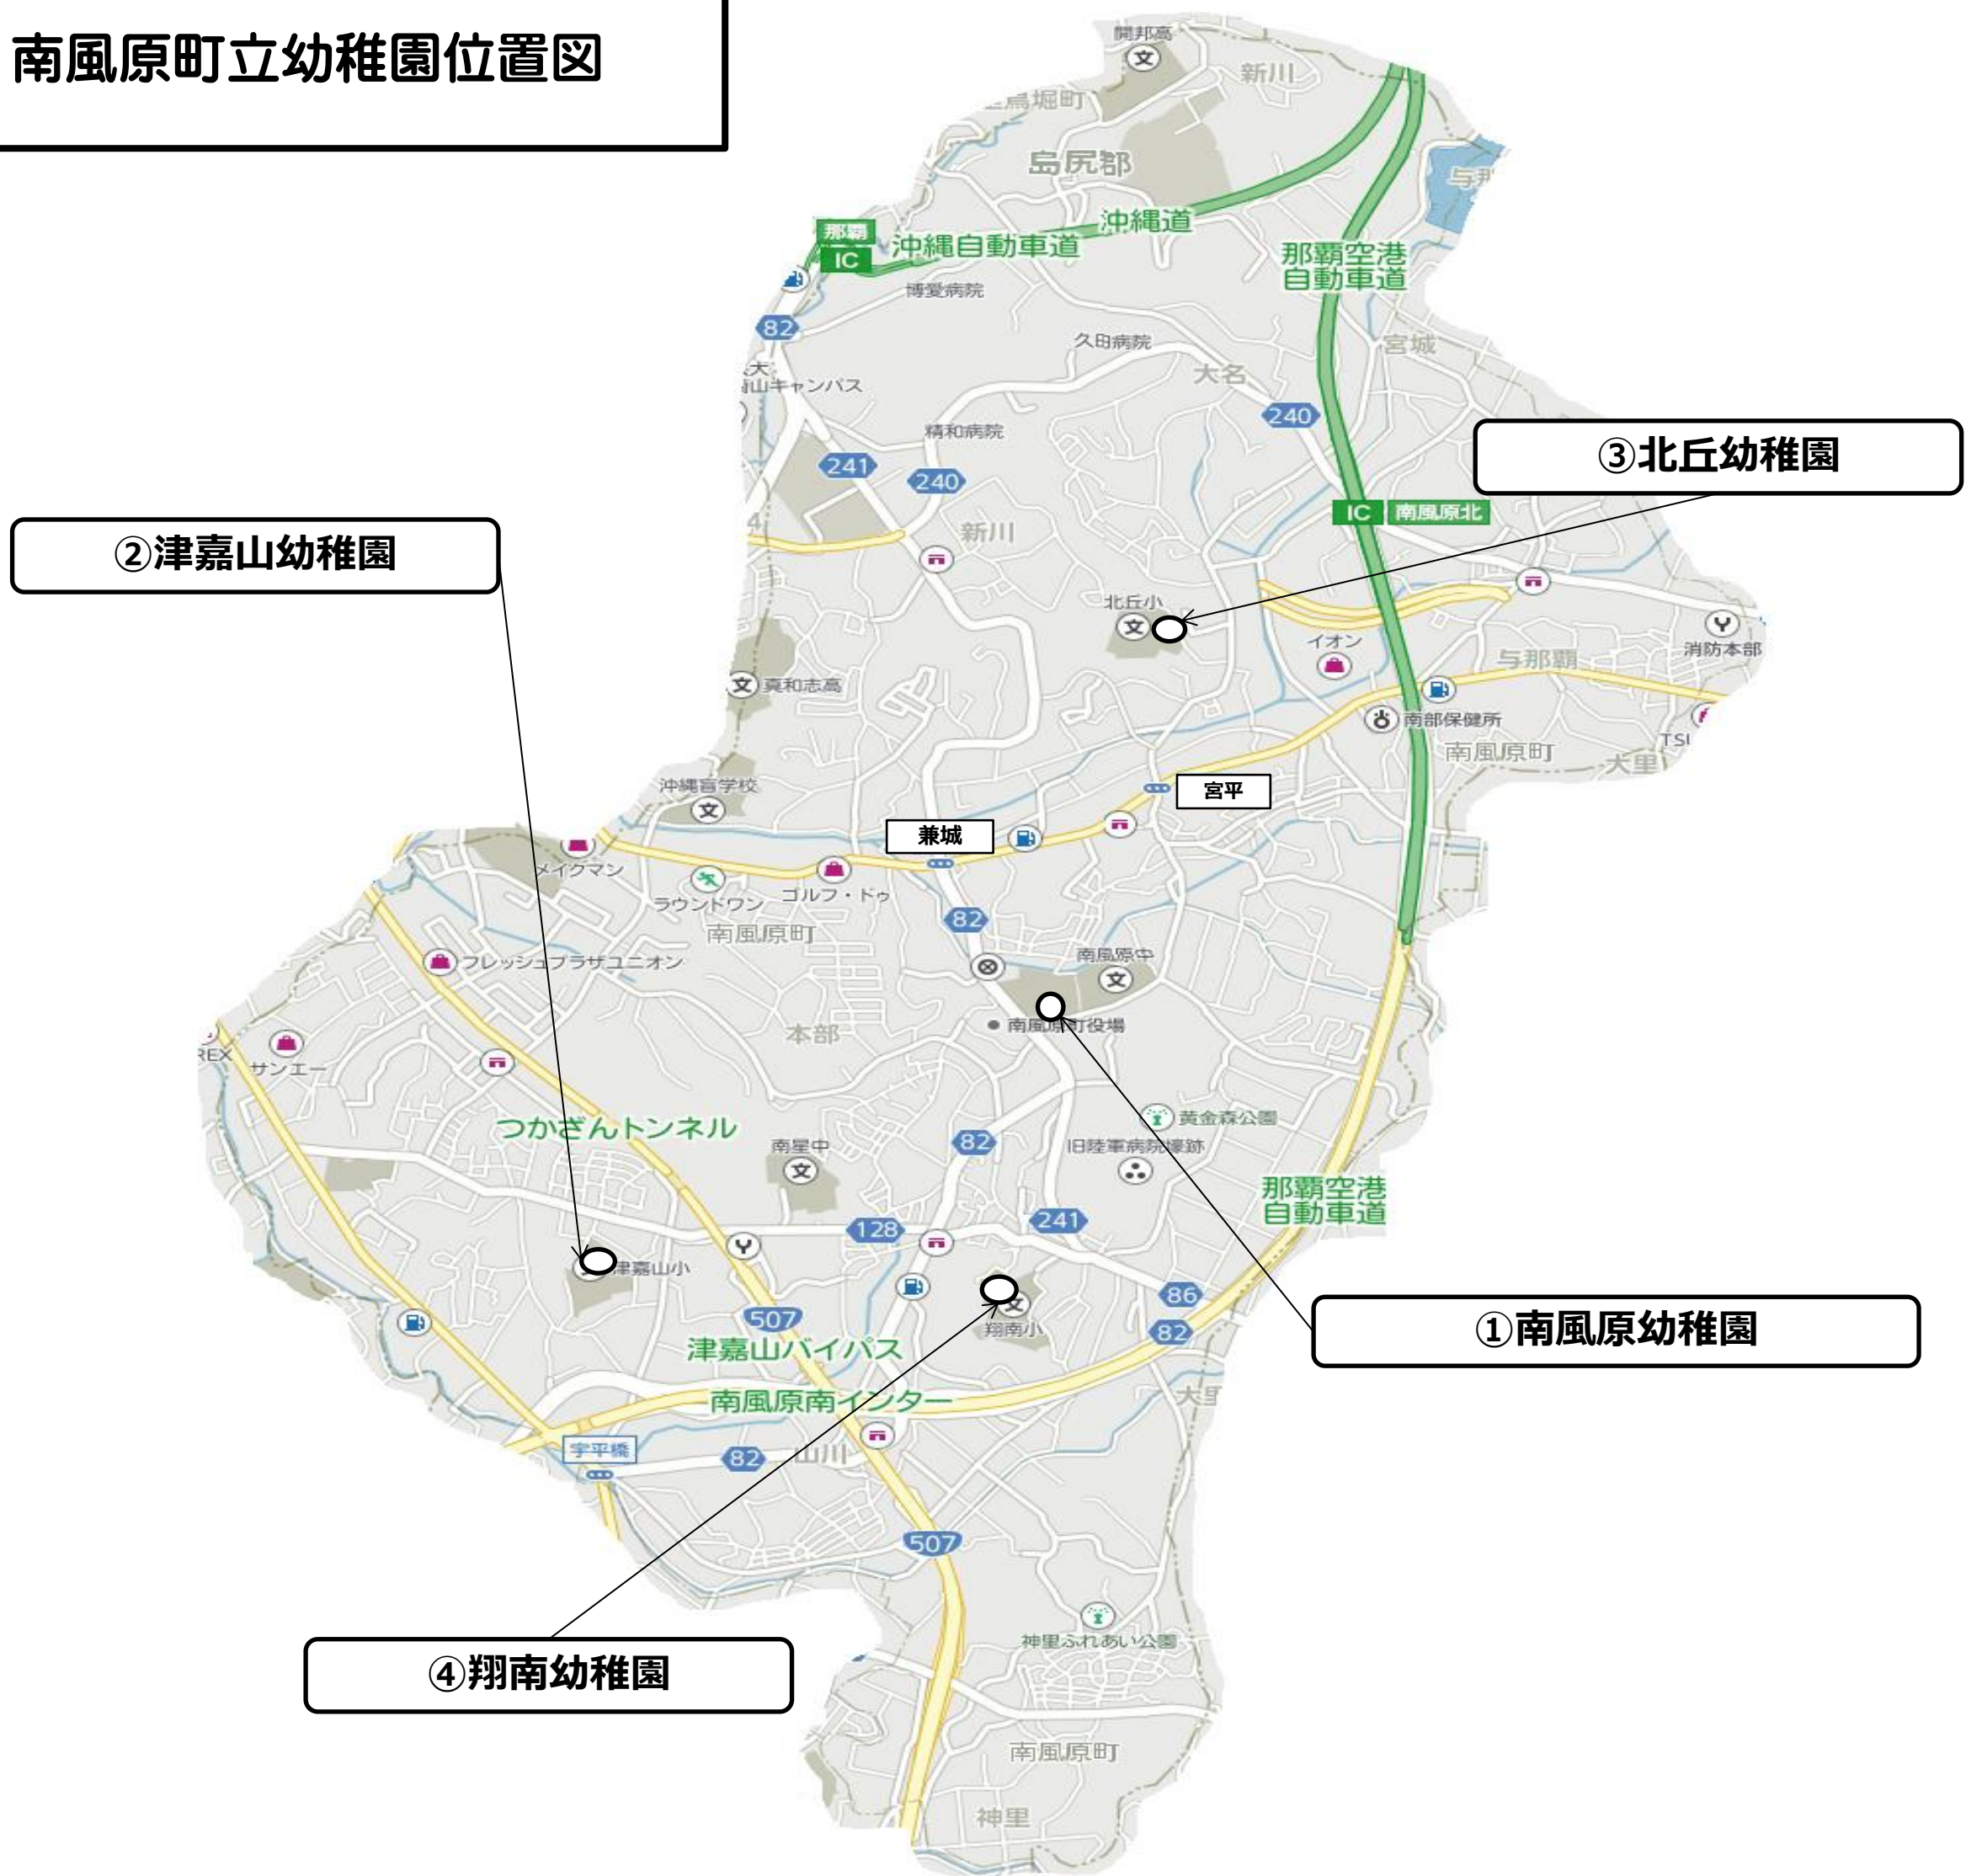 南風原町立幼稚園位置図
開邦高
新川
鳥堀町
島尻郡
与那
沖縄道
那覇
IC
沖縄自動車道
那覇空港
自動車道
博愛病院
82
久田病院
宮城
大
山キャンパス
大名
240
精和病院
241
240
③北丘幼稚園
IC
南風原北
4
新川
②津嘉山幼稚園
北丘小
文
イオン
消防本部
与那覇
文
真和志高
南部保健所
TSU
南風原町
大里
沖縄盲学校
文
宮平
兼城
メイクマン
ゴルフ・ドゥ
ラウンドワン
82
南風原町
南風原中
文
フレッシュプラザユニオン
本部
南風原町役場
REX
サンエー
つかざんトンネル
黄金森公園
南星中
文
82
旧陸軍病院壕跡
那覇空港
自動車道
128
241
津嘉山小
86
文
翔南小
507
82
①南風原幼稚園
津嘉山バイパス
南風原南インター
大里
宇平橋
82
山川
507
神里ふれあい公園
④翔南幼稚園
南風原町
神里